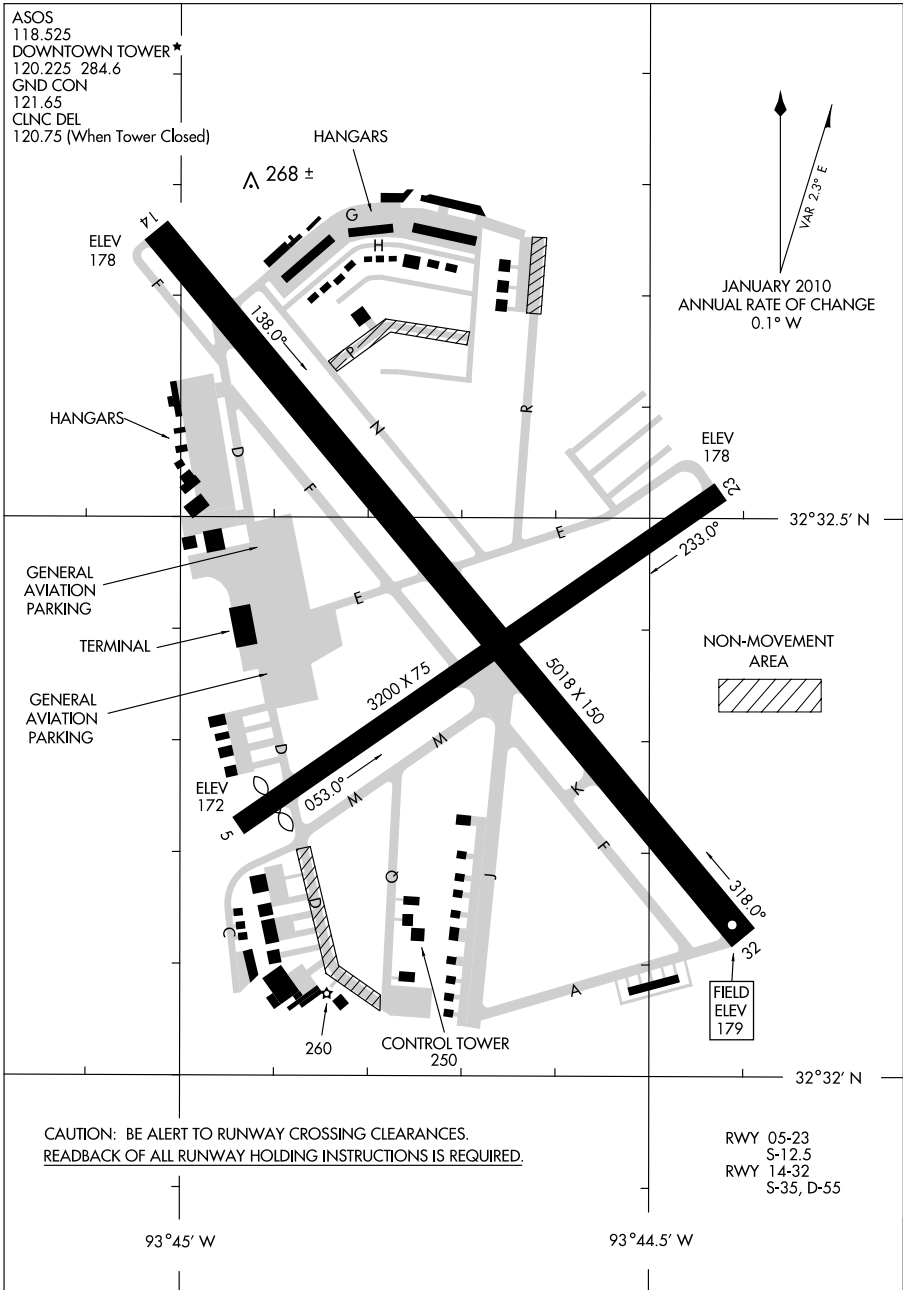 ASOS
118.525
DOWNTOWN TOWER★
120.225 284.6
GND CON
121.65
CLNC DEL
120.75 (When Tower Closed)
HANGARS
268 ±
VAR 2.3° E
JANUARY 2010
ANNUAL RATE OF CHANGE
0.1° W
14
ELEV
178
G
H
F
138.0°
P
N
R
HANGARS
D
F
ELEV
178
23
32°32.5' N
233.0°
E
GENERAL
AVIATION
PARKING
E
TERMINAL
NON-MOVEMENT
AREA
3200 X 75
5018 X 150
GENERAL
AVIATION
PARKING
D
M
ELEV
172
053.0°
M
K
5
F
J
Q
D
C
318.0°
32
A
FIELD
ELEV
179
260
CONTROL TOWER
250
32°32' N
CAUTION: BE ALERT TO RUNWAY CROSSING CLEARANCES.
READBACK OF ALL RUNWAY HOLDING INSTRUCTIONS IS REQUIRED.
RWY 05-23
S-12.5
RWY 14-32
S-35, D-55
93°45' W
93°44.5' W